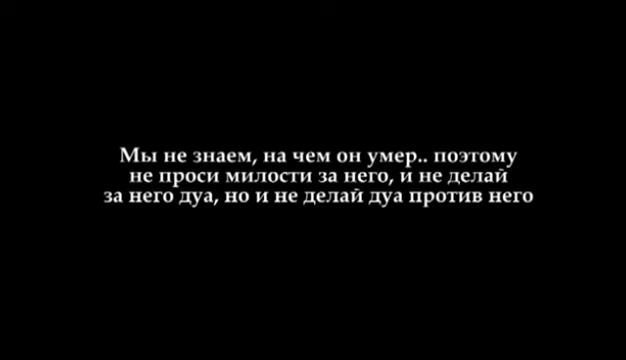 Мы не знаем, на чем он умер.. поэтому
не проси милости за него, и не делай
за него дуа, но и не делай дуа против него